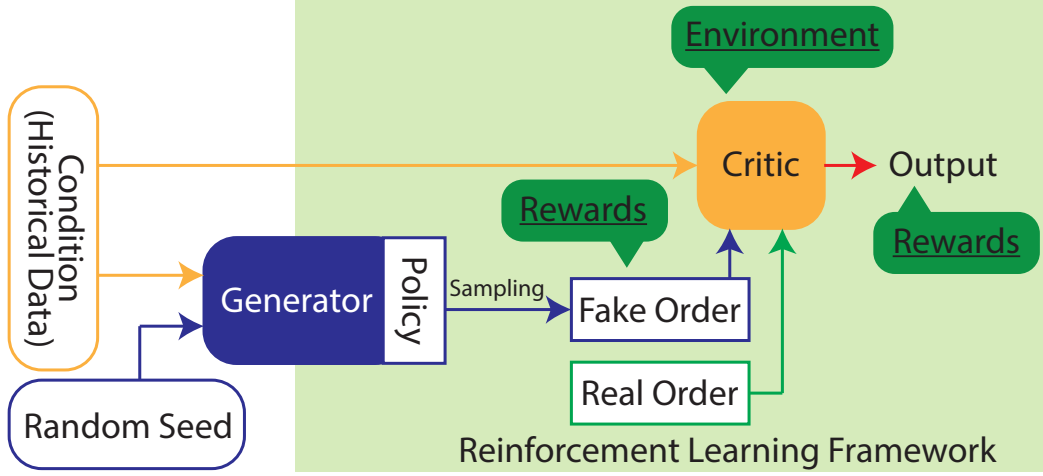 Environment
Condition
(Historical Data)
Critic
Output
Rewards
Rewards
Generator
Policy
Sampling
Fake Order
Real Order
Random Seed
Reinforcement Learning Framework